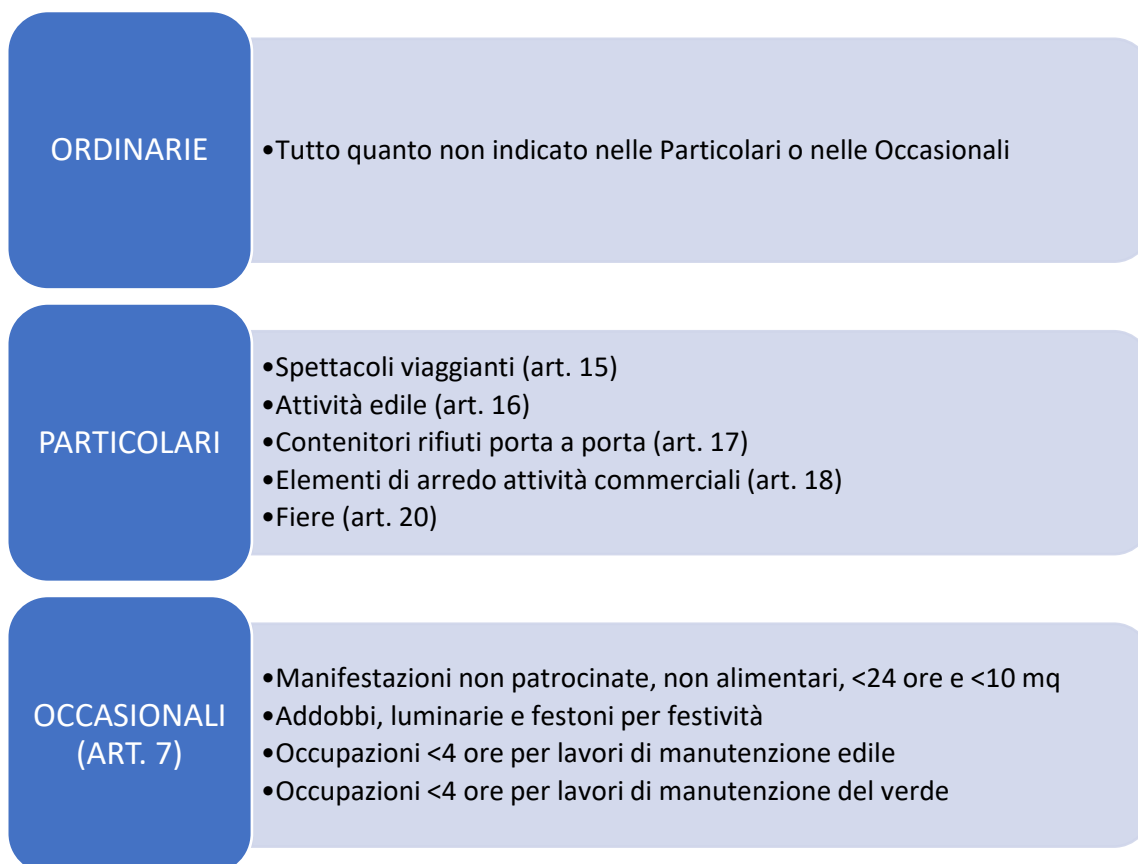 ORDINARIE
•Tutto quanto non indicato nelle Particolari o nelle Occasionali
PARTICOLARI
•Spettacoli viaggianti (art. 15)
•Attività edile (art. 16)
•Contenitori rifiuti porta a porta (art. 17)
•Elementi di arredo attività commerciali (art. 18)
•Fiere (art. 20)
OCCASIONALI
(ART. 7)
•Manifestazioni non patrocinate, non alimentari, <24 ore e <10 mq
•Addobbi, luminarie e festoni per festività
•Occupazioni <4 ore per lavori di manutenzione edile
•Occupazioni <4 ore per lavori di manutenzione del verde